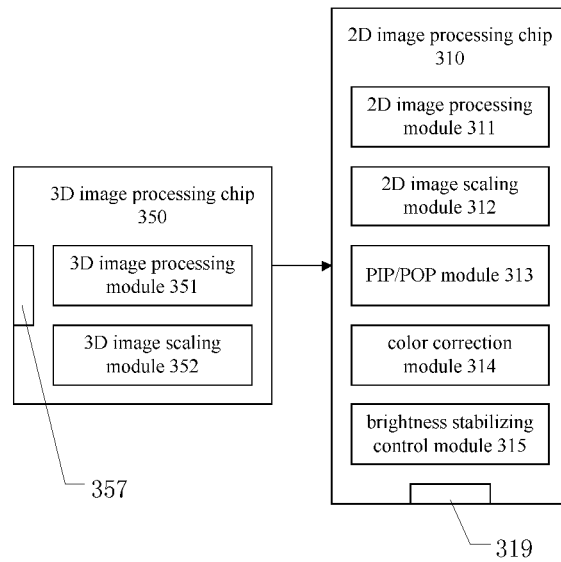 3D image processing chip
350
3D image processing
module 351
3D image scaling
module 352
357
2D image processing chip
310
2D image processing
module 311
2D image scaling
module 312
PIP/POP module 313
color correction
module 314
brightness stabilizing
control module 315
319